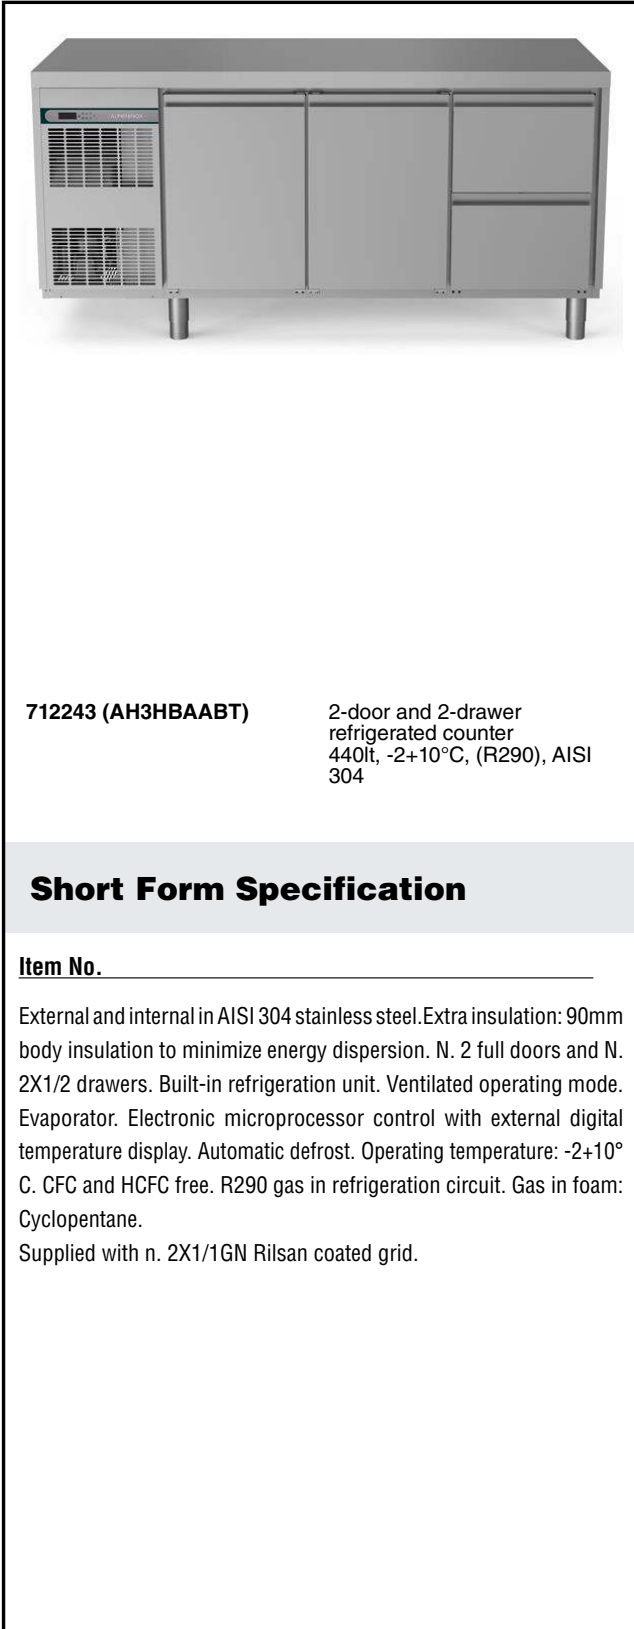 ALPENINOX
712243 (AH3HBAABT)
2-door and 2-drawer
refrigerated counter
440lt, -2+10°C, (R290), AISI
304
Short Form Specification
Item No.
External and internal in AISI 304 stainless steel.Extra insulation: 90mm
body insulation to minimize energy dispersion. N. 2 full doors and N.
2X1/2 drawers. Built-in refrigeration unit. Ventilated operating mode.
Evaporator. Electronic microprocessor control with external digital
temperature display. Automatic defrost. Operating temperature: -2+10°
C. CFC and HCFC free. R290 gas in refrigeration circuit. Gas in foam:
Cyclopentane.
Supplied with n. 2X1/1GN Rilsan coated grid.